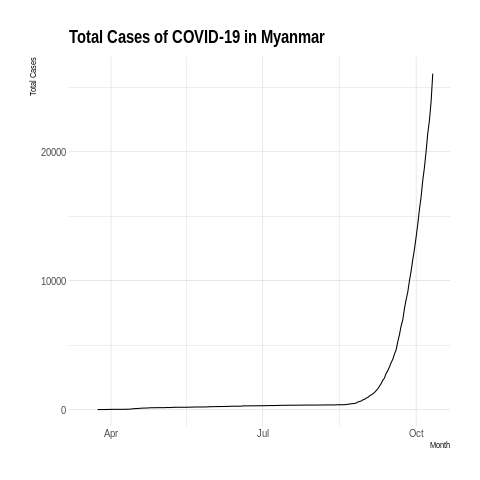 Total Cases of COVID-19 in Myanmar
Total Cases
20000
10000
0
Apr
Jul
Oct
Month